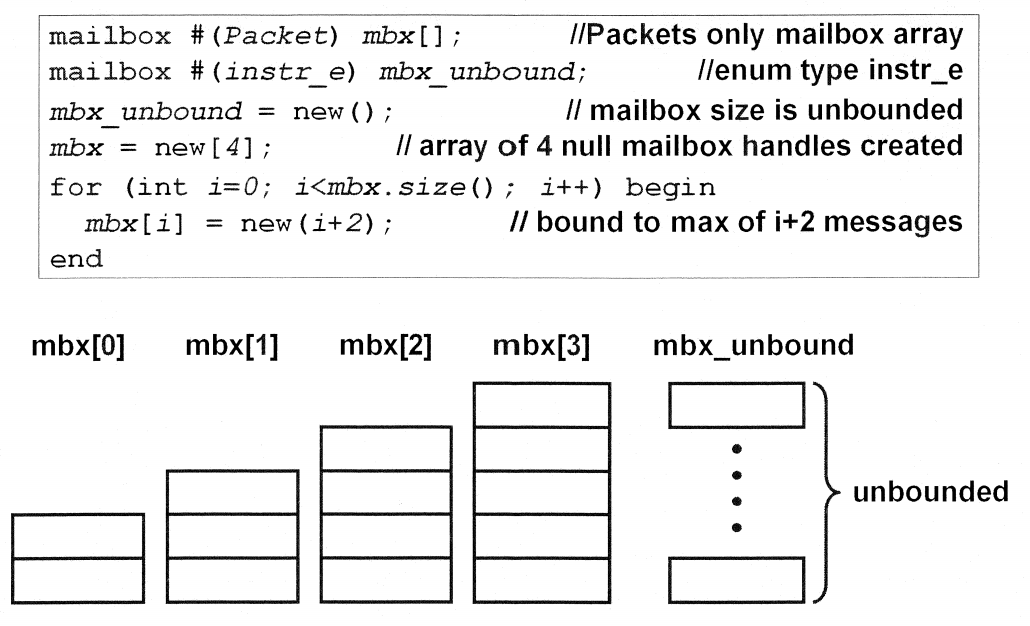 mailbox #(Packet) mbx[]; //Packets only mailbox array
mailbox #(instr_e) mbx_unbound; //enum type instr_e
mbx_unbound = new(); // mailbox size is unbounded
mbx = new[4]; // array of 4 null mailbox handles created
for (int i=0; i<mbx.size(); i++) begin
mbx[i] = new(i+2); // bound to max of i+2 messages
end
mbx[0] mbx[1] mbx[2] mbx[3] mbx_unbound
unbounded